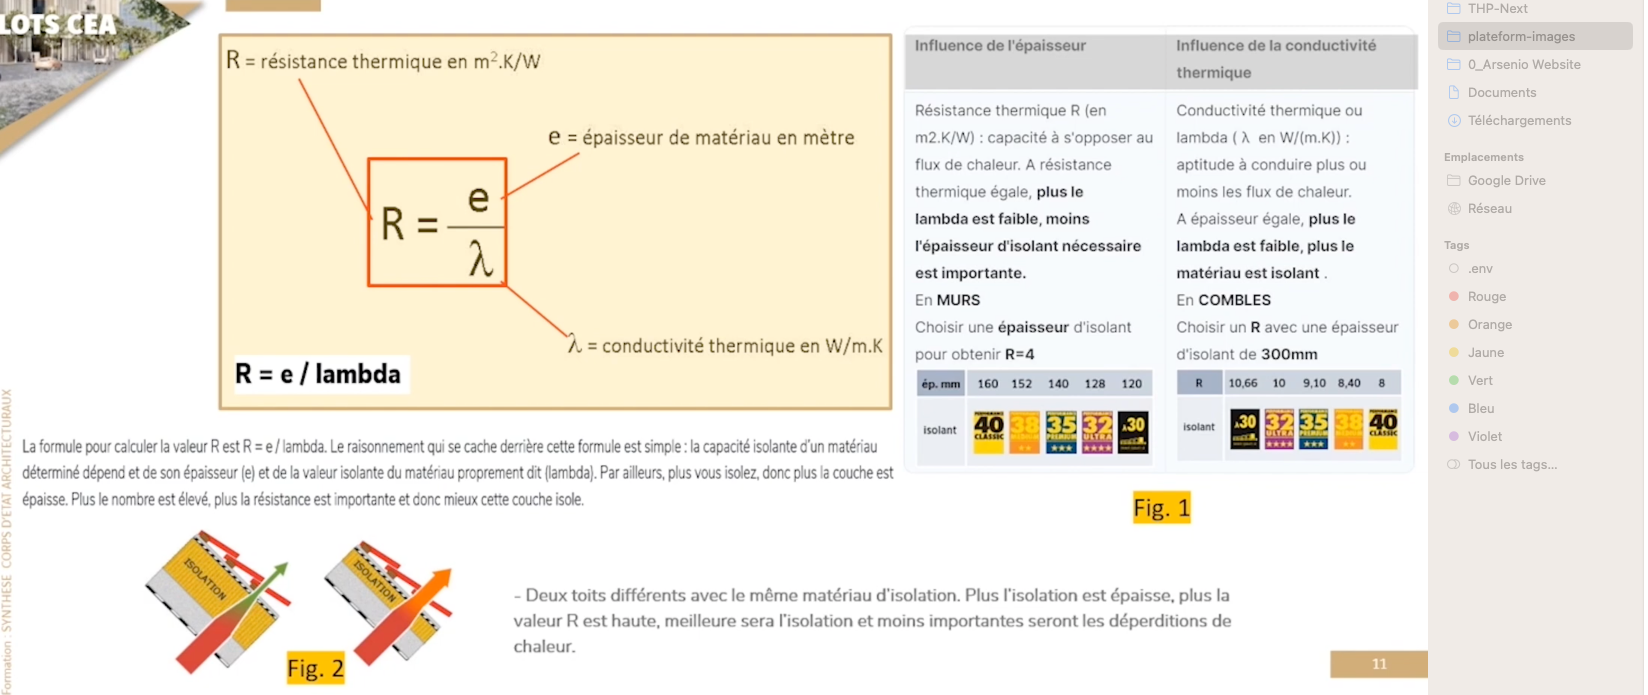 LOTS CEA
R = résistance thermique en m².K/W
e = épaisseur de matériau en mètre
R = e / λ
λ = conductivité thermique en W/m.K
R = e / lambda
La formule pour calculer la valeur R est R = e / lambda. Le raisonnement qui se cache derrière cette formule est simple : la capacité isolante d'un matériau
déterminé dépend et de son épaisseur (e) et de la valeur isolante du matériau proprement dit (lambda). Par ailleurs, plus vous isolez, donc plus la couche est
épaisse. Plus le nombre est élevé, plus la résistance est importante et donc mieux cette couche isole.
Influence de l'épaisseur
Résistance thermique R (en
m2.K/W) : capacité à s'opposer au
flux de chaleur. A résistance
thermique égale, plus le
lambda est faible, moins
l'épaisseur d'isolant nécessaire
est importante.
En MURS
Choisir une épaisseur d'isolant
pour obtenir R=4
ép. mm 160 152 140 128 120
isolant 40 CLASSIC 38 35 PREMIUM 32 ULTRA λ30
Influence de la conductivité
thermique
Conductivité thermique ou
lambda ( λ en W/(m.K)) :
aptitude à conduire plus ou
moins les flux de chaleur.
A épaisseur égale, plus le
lambda est faible, plus le
matériau est isolant .
En COMBLES
Choisir un R avec une épaisseur
d'isolant de 300mm
R 10,66 10 9,10 8,40 8
isolant λ30 32 ULTRA 35 PREMIUM 38 40 CLASSIC
Fig. 1
ISOLATION
ISOLATION
Fig. 2
- Deux toits différents avec le même matériau d'isolation. Plus l'isolation est épaisse, plus la
valeur R est haute, meilleure sera l'isolation et moins importantes seront les déperditions de
chaleur.
11
Formation : SYNTHESE CORPS D'ETAT ARCHITECTURAUX
THP-Next
plateform-images
0_Arsenio Website
Documents
Téléchargements
Emplacements
Google Drive
Réseau
Tags
.env
Rouge
Orange
Jaune
Vert
Bleu
Violet
Tous les tags...